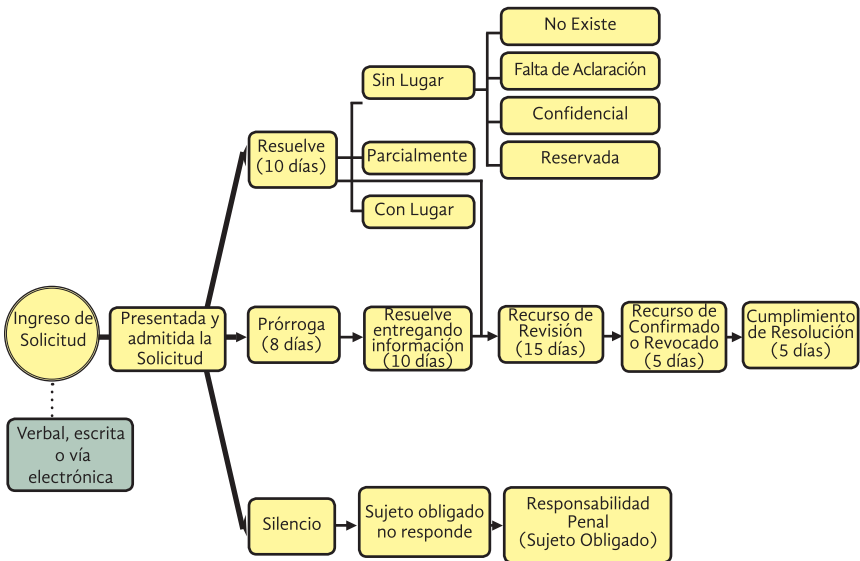 No Existe
Sin Lugar
Falta de Aclaración
Confidencial
Resuelve
(10 días)
Parcialmente
Reservada
Con Lugar
Ingreso de
Solicitud
Presentada y
admitida la
Solicitud
Prórroga
(8 días)
Resuelve
entregando
información
(10 días)
Recurso de
Revisión
(15 días)
Recurso de
Confirmado
o Revocado
(5 días)
Cumplimiento
de Resolución
(5 días)
Verbal, escrita
o vía
electrónica
Silencio
Sujeto obligado
no responde
Responsabilidad
Penal
(Sujeto Obligado)